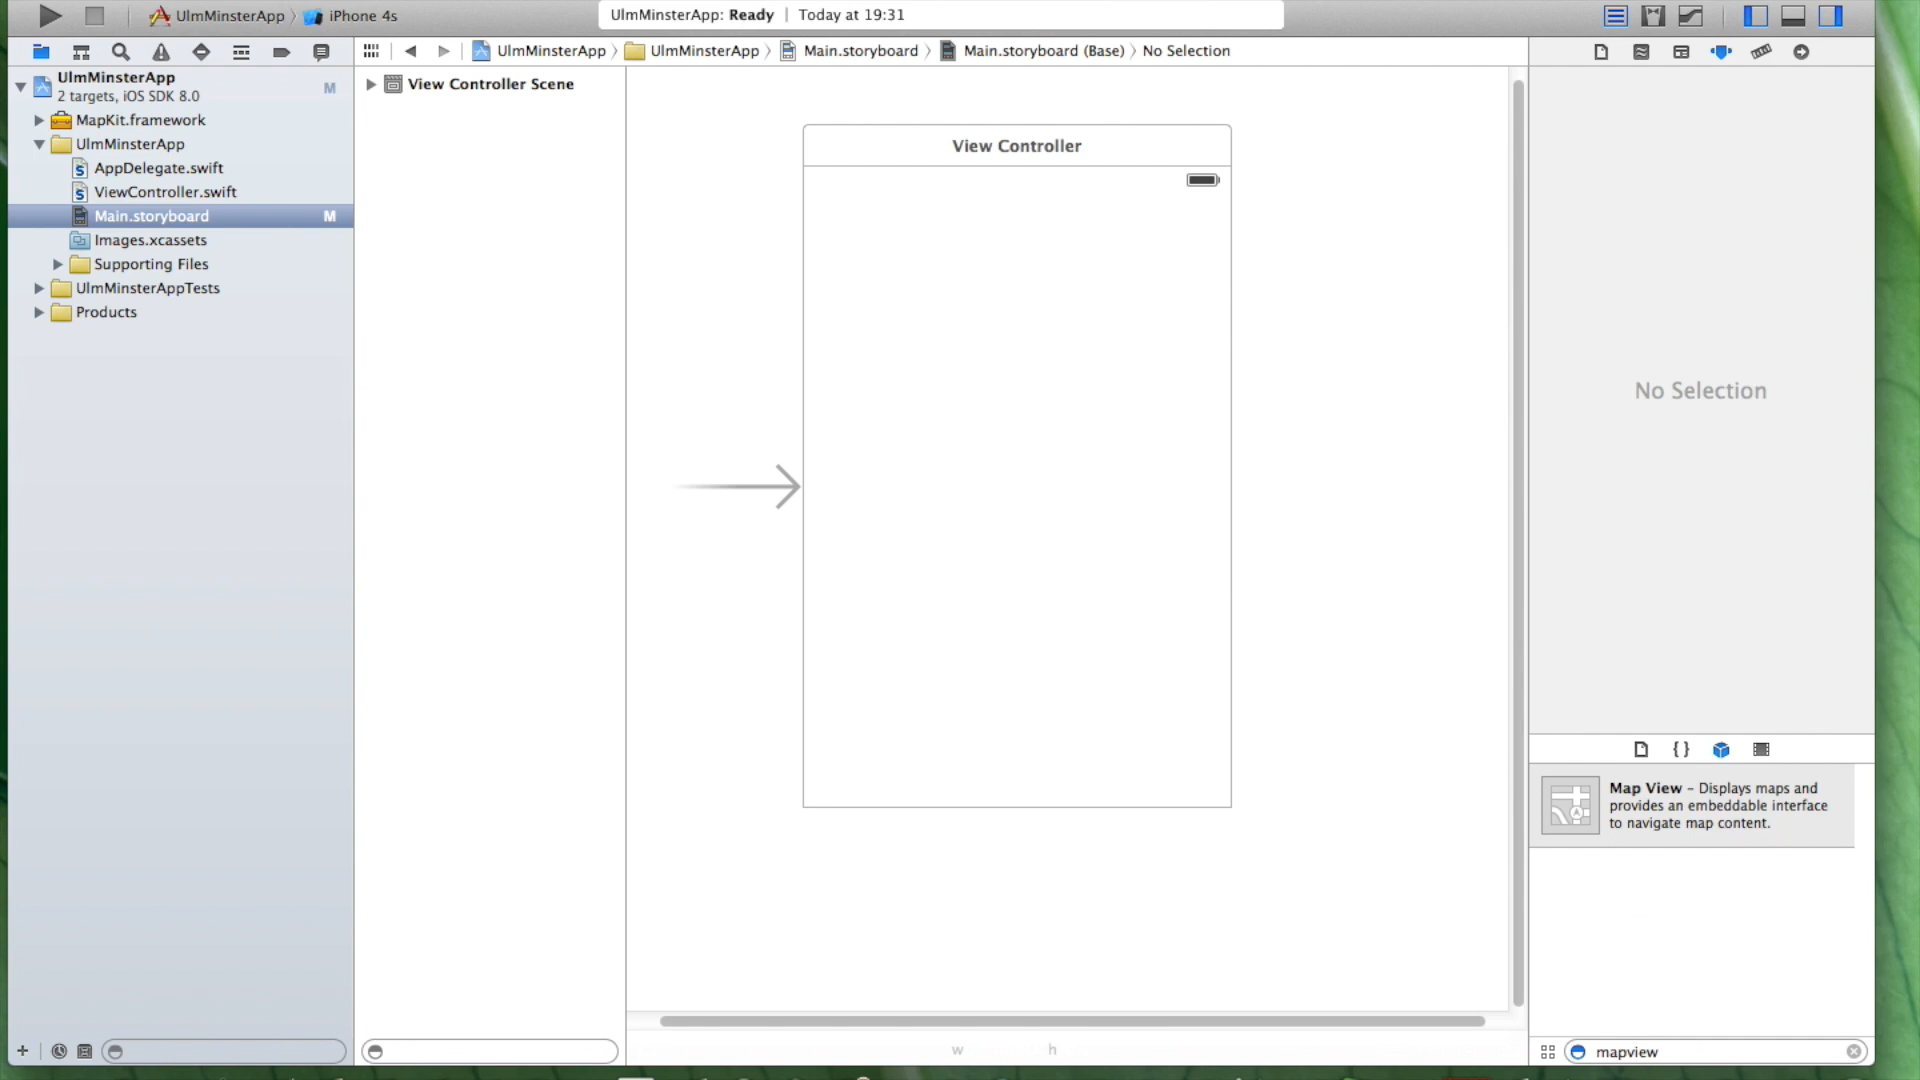 UlmMinsterApp 〉 iPhone 4s
UlmMinsterApp: Ready | Today at 19:31
UlmMinsterApp 〉 UlmMinsterApp 〉 Main.storyboard 〉 Main.storyboard (Base) 〉 No Selection
UlmMinsterApp
2 targets, iOS SDK 8.0
M
MapKit.framework
UlmMinsterApp
AppDelegate.swift
ViewController.swift
Main.storyboard M
Images.xcassets
Supporting Files
UlmMinsterAppTests
Products
View Controller Scene
View Controller
No Selection
Map View – Displays maps and
provides an embeddable interface
to navigate map content.
w h
mapview